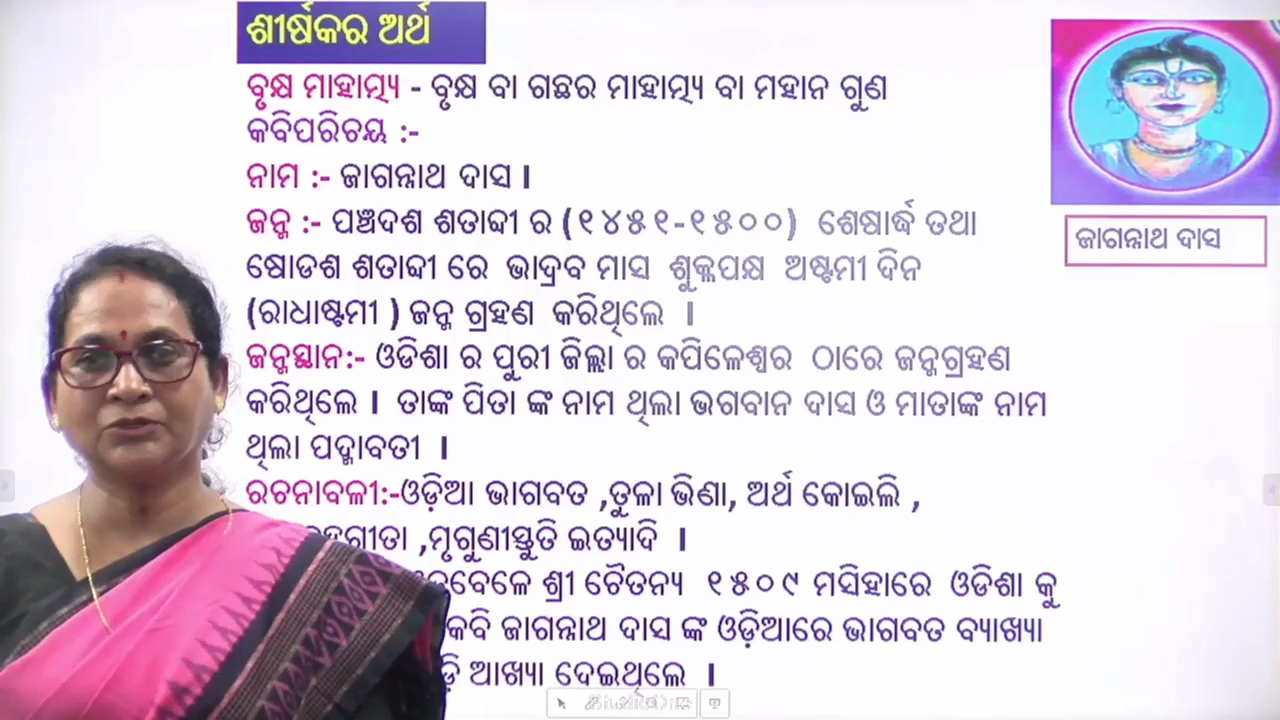 ଶୀର୍ଷକର ଅର୍ଥ
ବୃକ୍ଷ ମାହାତ୍ମ୍ୟ - ବୃକ୍ଷ ବା ଗଛର ମାହାତ୍ମ୍ୟ ବା ମହାନ ଗୁଣ
କବିପରିଚୟ :-
ନାମ :- ଜାଗନ୍ନାଥ ଦାସ ।
ଜନ୍ମ :- ପଞ୍ଚଦଶ ଶତାବ୍ଦୀ ର (୧୪୫୧-୧୫୦୦) ଶେଷାର୍ଦ୍ଧ ତଥା
ଷୋଡଶ ଶତାବ୍ଦୀ ରେ ଭାଦ୍ରବ ମାସ ଶୁକ୍ଳପକ୍ଷ ଅଷ୍ଟମୀ ଦିନ
(ରାଧାଷ୍ଟମୀ ) ଜନ୍ମ ଗ୍ରହଣ କରିଥିଲେ ।
ଜନ୍ମସ୍ଥାନ:- ଓଡିଶା ର ପୁରୀ ଜିଲ୍ଲା ର କପିଳେଶ୍ୱର ଠାରେ ଜନ୍ମଗ୍ରହଣ
କରିଥିଲେ । ତାଙ୍କ ପିତା ଙ୍କ ନାମ ଥିଲା ଭଗବାନ ଦାସ ଓ ମାତାଙ୍କ ନାମ
ଥିଲା ପଦ୍ମାବତୀ ।
ରଚନାବଳୀ:-ଓଡ଼ିଆ ଭାଗବତ ,ତୁଳା ଭିଣା, ଅର୍ଥ କୋଇଲି ,
,ମୃଗୁଣୀସ୍ତୁତି ଇତ୍ୟାଦି ।
ଶ୍ରୀ ଚୈତନ୍ୟ ୧୫୦୯ ମସିହାରେ ଓଡିଶା କୁ
କବି ଜାଗନ୍ନାଥ ଦାସ ଙ୍କ ଓଡ଼ିଆରେ ଭାଗବତ ବ୍ୟାଖ୍ୟା
ଆଖ୍ୟା ଦେଇଥିଲେ ।
ଜାଗନ୍ନାଥ ଦାସ